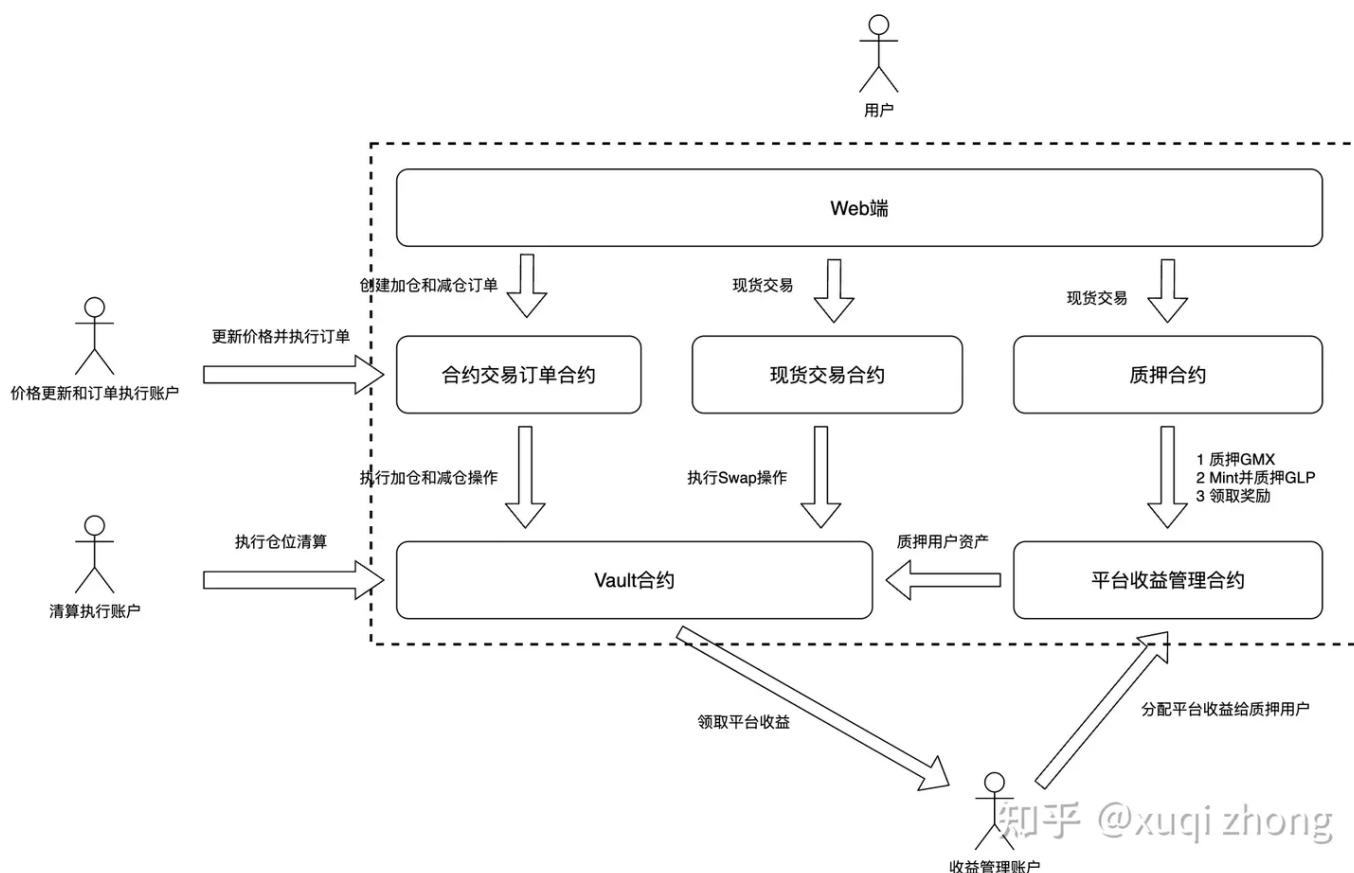 用户
Web端
创建加仓和减仓订单
现货交易
现货交易
更新价格并执行订单
价格更新和订单执行账户
合约交易订单合约
现货交易合约
质押合约
执行加仓和减仓操作
执行Swap操作
1 质押GMX
2 Mint并质押GLP
3 领取奖励
执行仓位清算
清算执行账户
Vault合约
质押用户资产
平台收益管理合约
领取平台收益
分配平台收益给质押用户
收益管理账户
知乎 @xuqi zhong